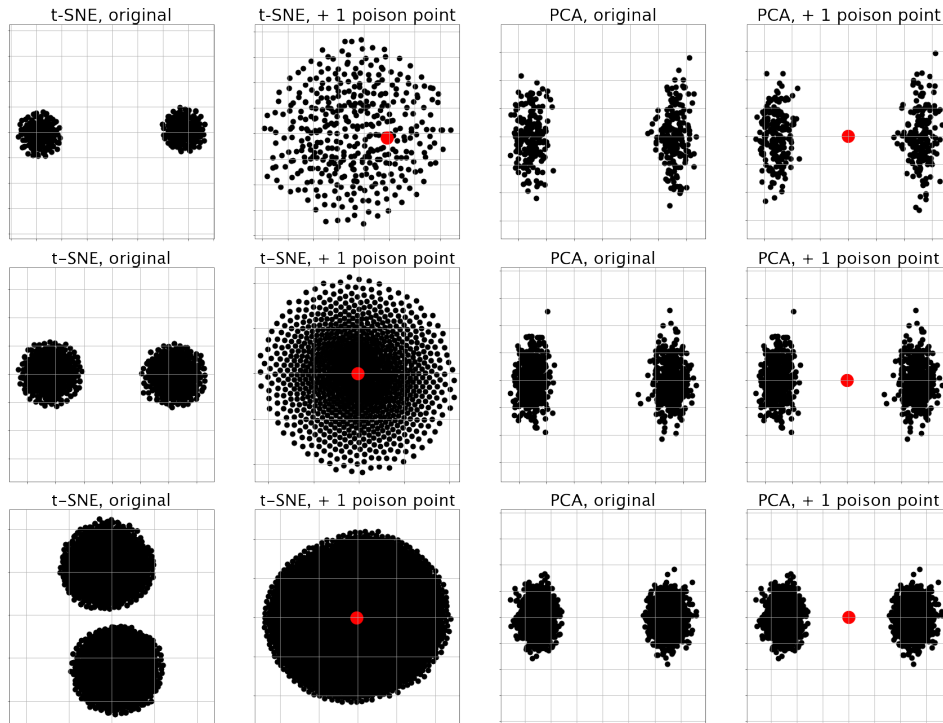 t-SNE, original
t-SNE, + 1 poison point
PCA, original
PCA, + 1 poison point
t-SNE, original
t-SNE, + 1 poison point
PCA, original
PCA, + 1 poison point
t-SNE, original
t-SNE, + 1 poison point
PCA, original
PCA, + 1 poison point